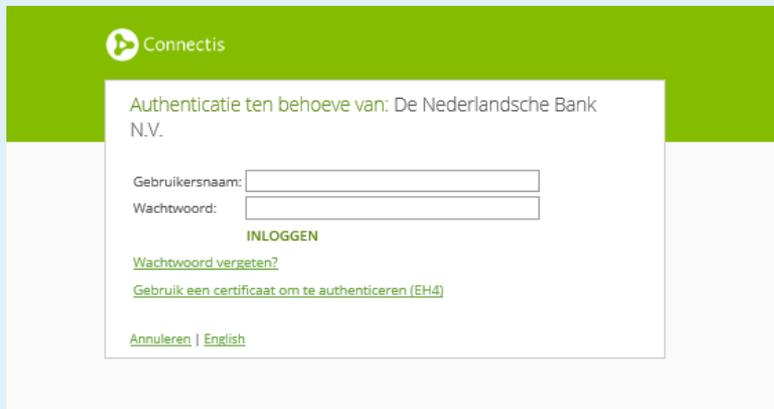 Connectis
Authenticatie ten behoeve van: De Nederlandsche Bank
N.V.
Gebruikersnaam:
Wachtwoord:
INLOGGEN
Wachtwoord vergeten?
Gebruik een certificaat om te authenticeren (EH4)
Annuleren | English